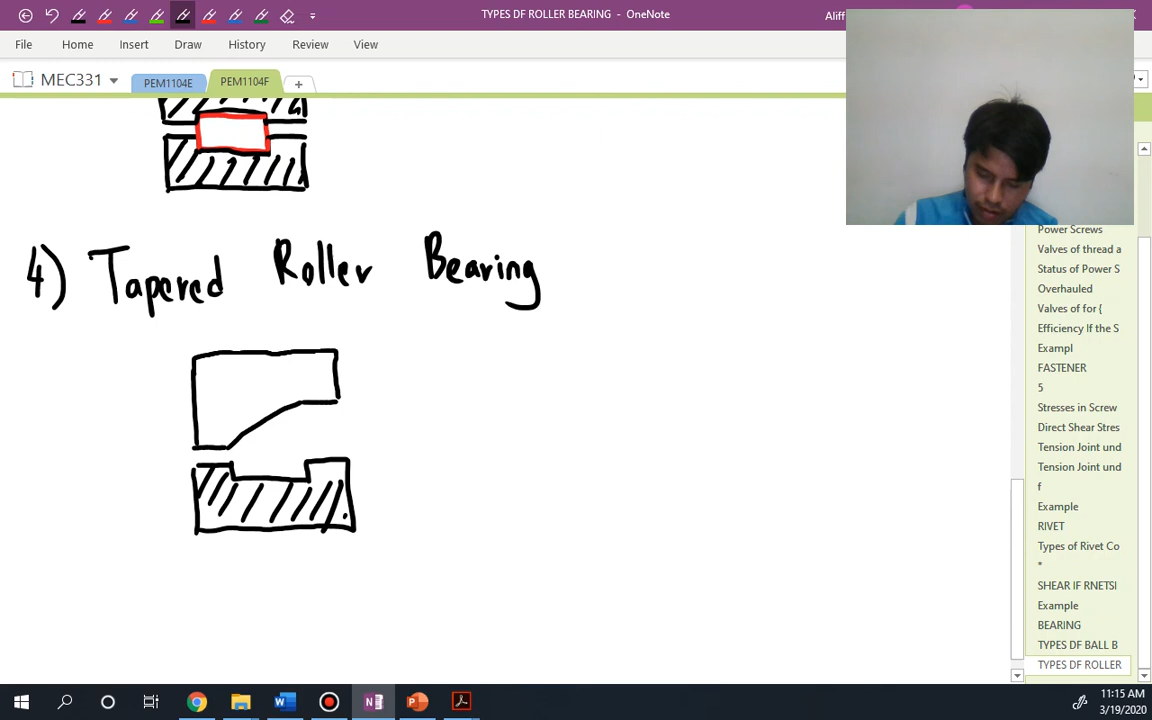 TYPES DF ROLLER BEARING - OneNote
Aliff
File Home Insert Draw History Review View
MEC331 PEM1104E PEM1104F
4) Tapered Roller Bearing
Power Screws
Valves of thread a
Status of Power S
Overhauled
Valves of for {
Efficiency If the S
Exampl
FASTENER
5
Stresses in Screw
Direct Shear Stres
Tension Joint und
Tension Joint und
f
Example
RIVET
Types of Rivet Co
*
SHEAR IF RNETSI
Example
BEARING
TYPES DF BALL B
TYPES DF ROLLER
11:15 AM
3/19/2020